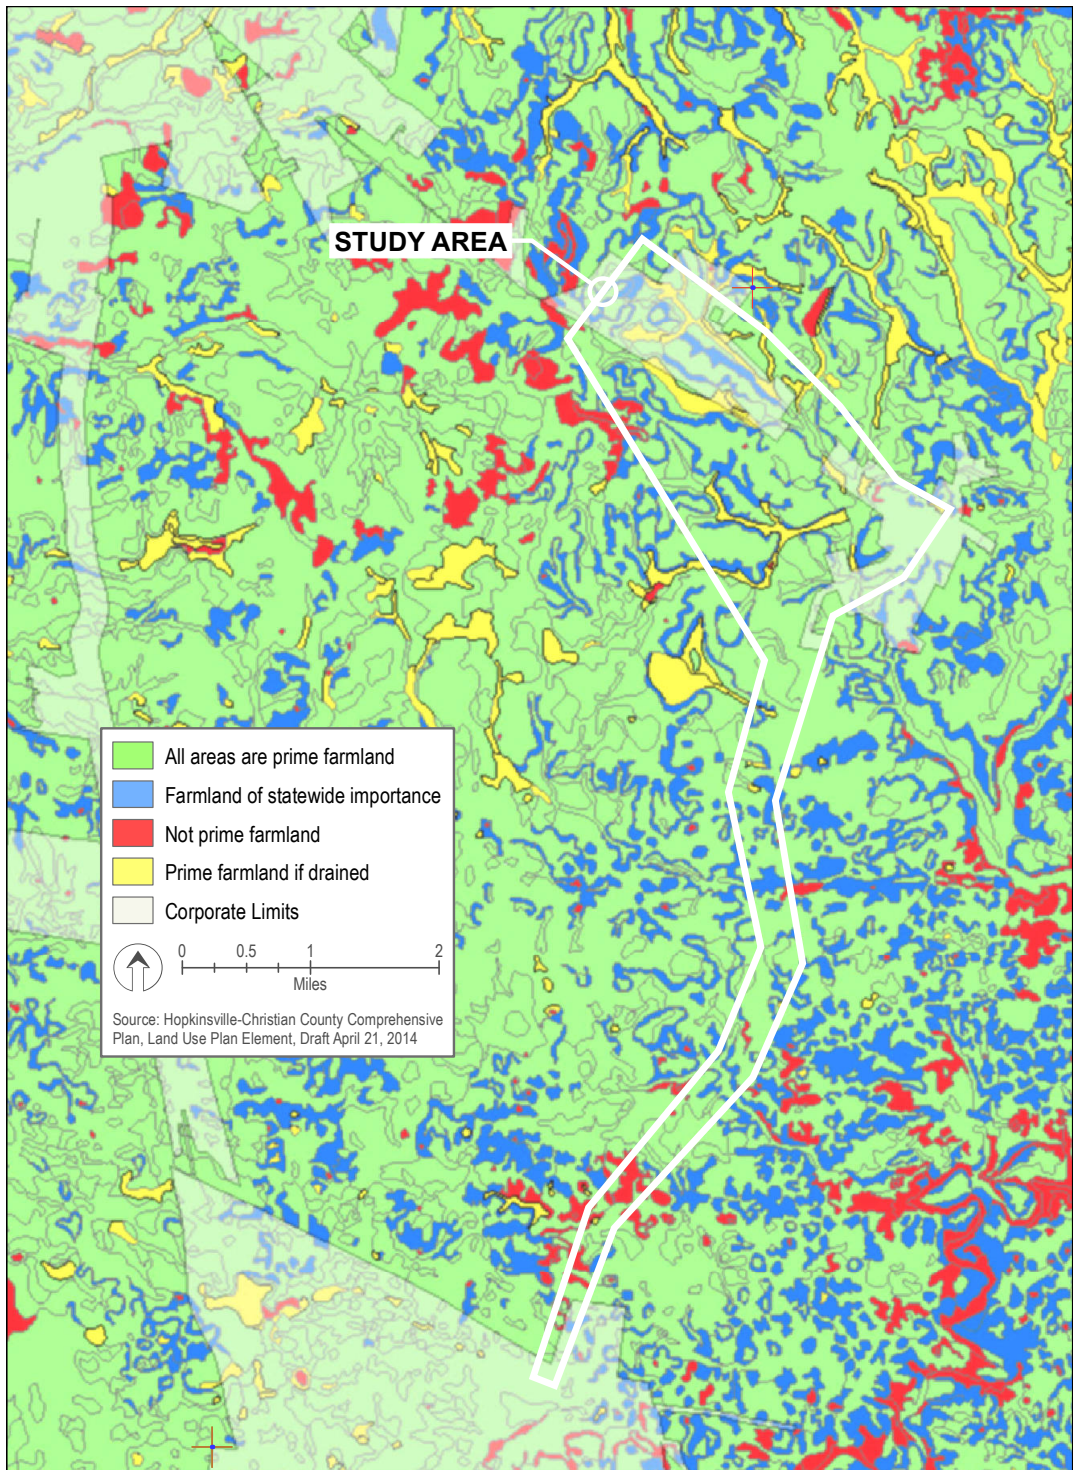 STUDY AREA
All areas are prime farmland
Farmland of statewide importance
Not prime farmland
Prime farmland if drained
Corporate Limits
0 0.5 1 2
Miles
Source: Hopkinsville-Christian County Comprehensive
Plan, Land Use Plan Element, Draft April 21, 2014